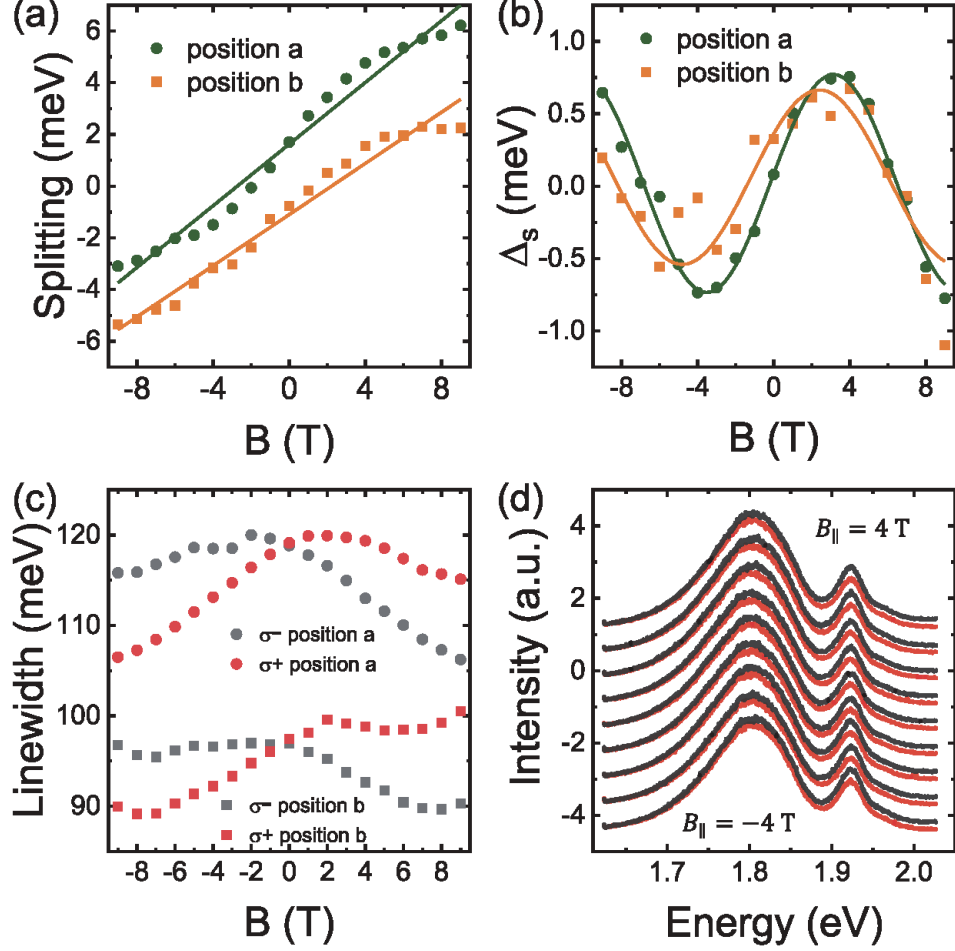 (a)
position a
position b
Splitting (meV)
6
4
2
0
-2
-4
-6
-8 -4 0 4 8
B (T)
(b)
position a
position b
Δs (meV)
1.0
0.5
0.0
-0.5
-1.0
-8 -4 0 4 8
B (T)
(c)
Linewidth (meV)
120
110
100
90
σ− position a
σ+ position a
σ− position b
σ+ position b
-8 -6 -4 -2 0 2 4 6 8
B (T)
(d)
Intensity (a.u.)
4
2
0
-2
-4
B∥ = 4 T
B∥ = −4 T
1.7 1.8 1.9 2.0
Energy (eV)